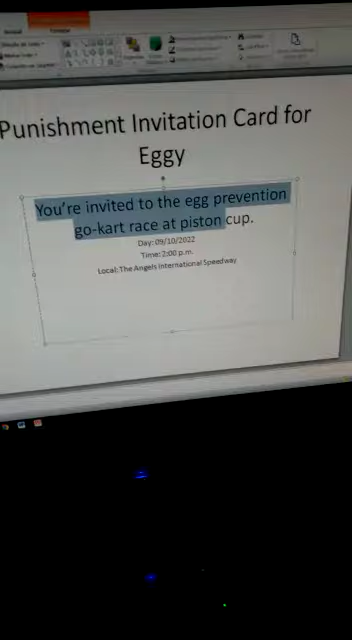 Punishment Invitation Card for
Eggy
You're invited to the egg prevention
go-kart race at piston cup.
Day: 09/10/2022
Time: 2:00 p.m.
Local: The Angels International Speedway